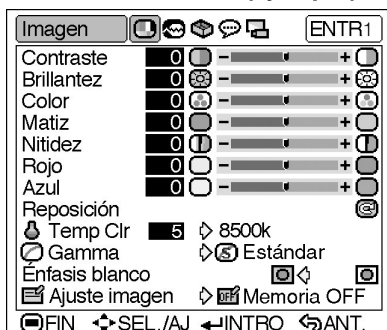 Imagen ENTR1
Contraste 0 - +
Brillantez 0 - +
Color 0 - +
Matiz 0 - +
Nitidez 0 - +
Rojo 0 - +
Azul 0 - +
Reposición
Temp Clr 5 8500k
Gamma S Estándar
Énfasis blanco
Ajuste imagen OFF Memoria OFF
FIN SEL./AJ INTRO ANT.